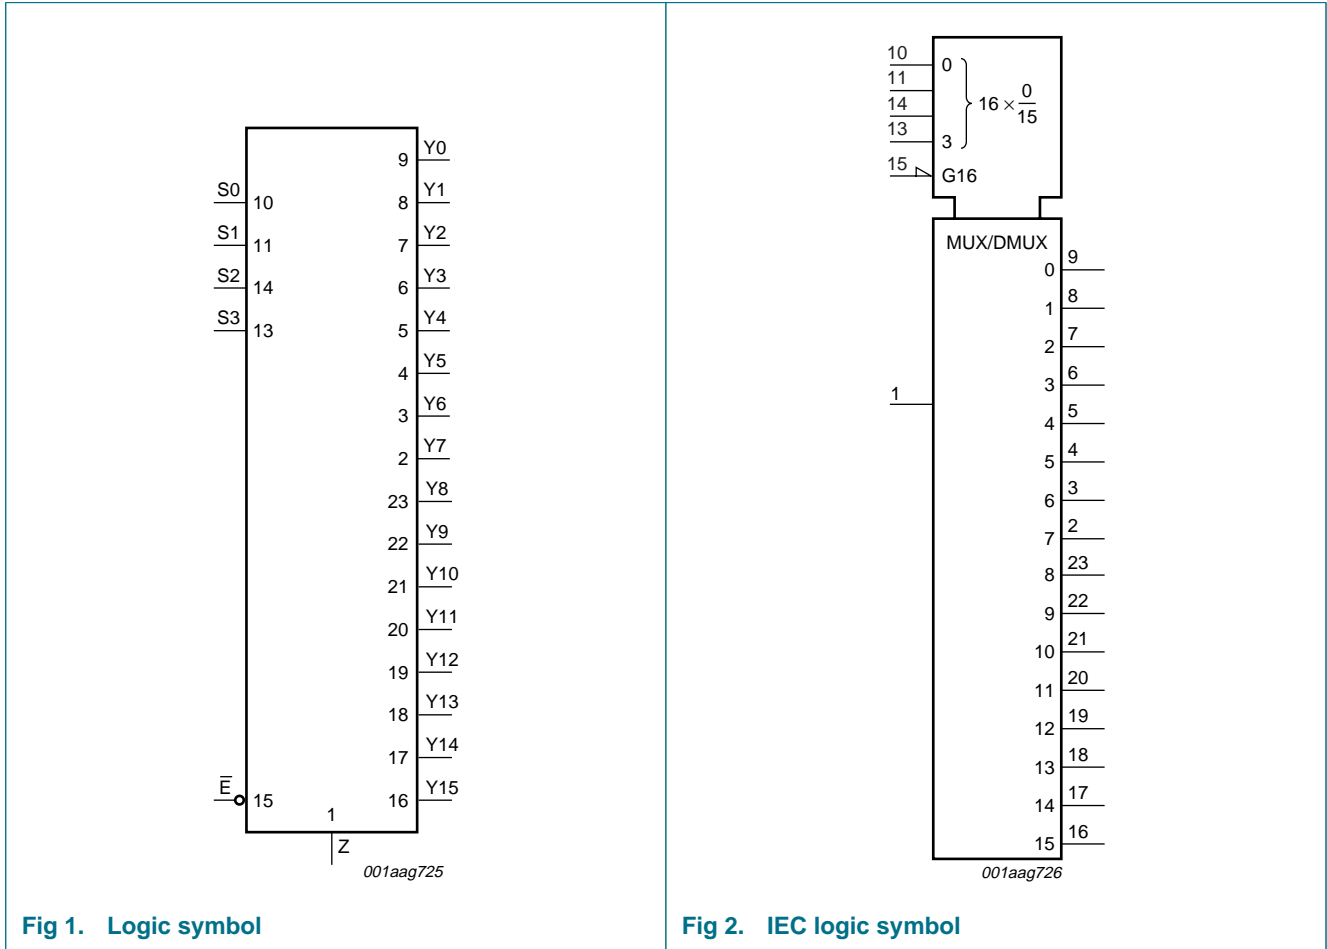 Y0
9
S0
Y1
10
8
S1
Y2
11
7
S2
Y3
14
6
S3
Y4
13
5
Y5
4
Y6
3
Y7
2
Y8
23
Y9
22
Y10
21
Y11
20
Y12
19
Y13
18
Y14
17
E̅
Y15
15
16
1
Z
001aag725
Fig 1. Logic symbol
10
0
11
14
16 × 0/15
13
3
15
G16
MUX/DMUX
9
0
8
1
7
2
6
3
1
5
4
4
5
3
6
2
7
23
8
22
9
21
10
20
11
19
12
18
13
17
14
16
15
001aag726
Fig 2. IEC logic symbol